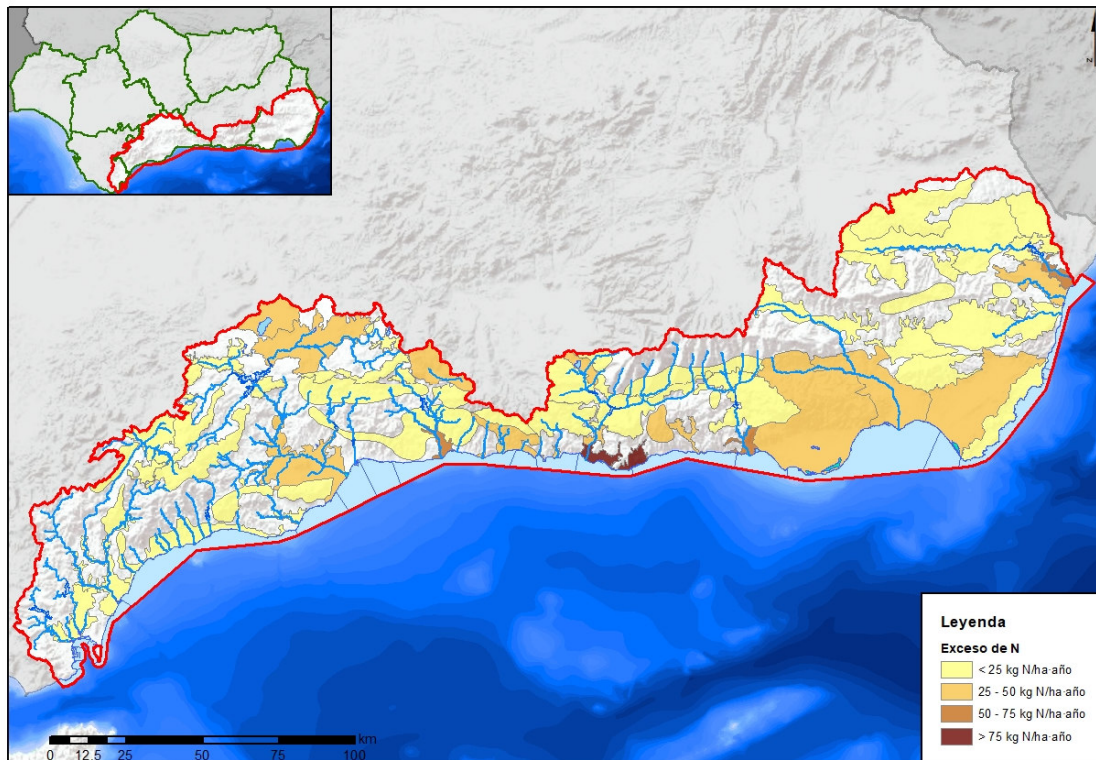 N
Leyenda
Exceso de N
< 25 kg N/ha·año
25 - 50 kg N/ha·año
50 - 75 kg N/ha·año
> 75 kg N/ha·año
km
0 12.5 25 50 75 100